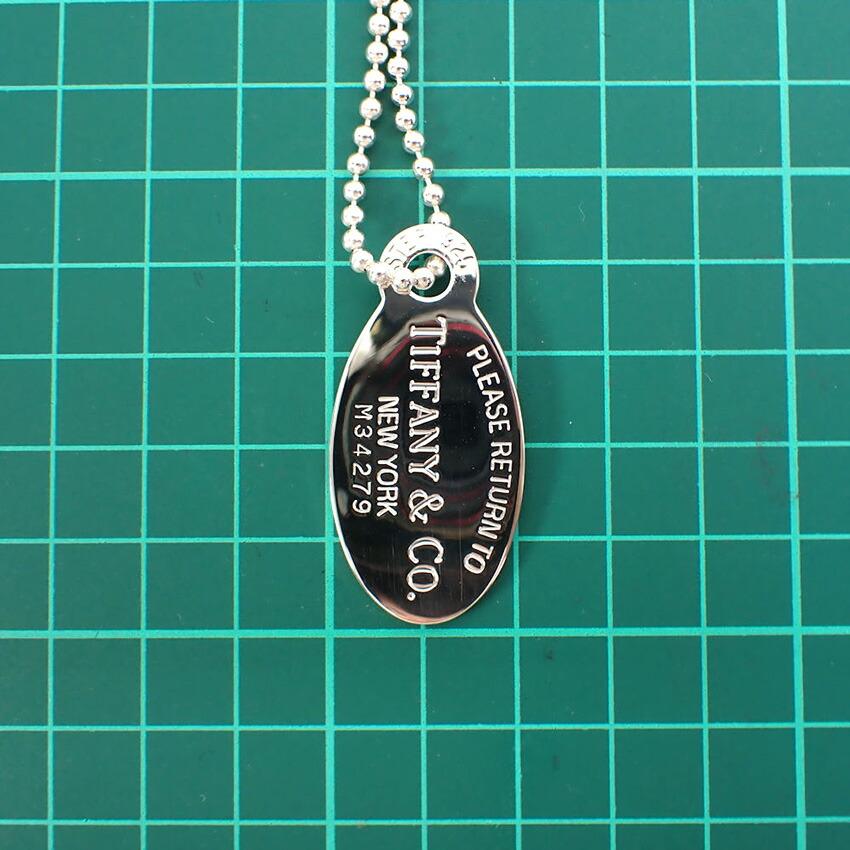 PLEASE RETURN TO
TIFFANY & CO.
NEW YORK
M34279